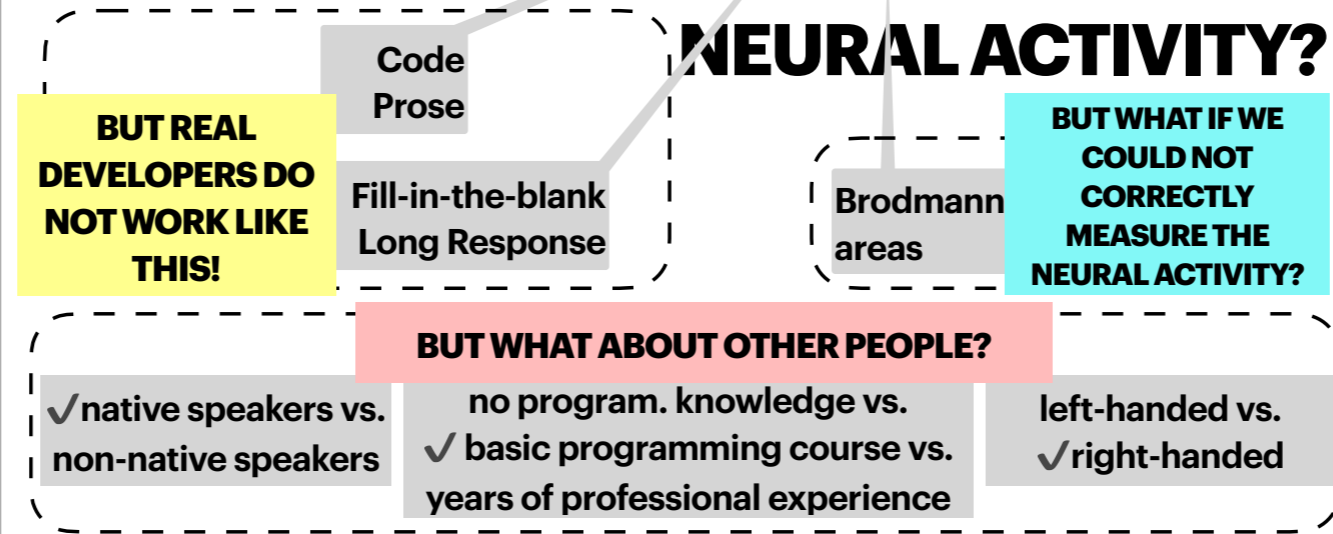 NEURAL ACTIVITY?
Code
Prose
BUT REAL
DEVELOPERS DO
NOT WORK LIKE
THIS!
Fill-in-the-blank
Long Response
Brodmann
areas
BUT WHAT IF WE
COULD NOT
CORRECTLY
MEASURE THE
NEURAL ACTIVITY?
BUT WHAT ABOUT OTHER PEOPLE?
✓native speakers vs.
non-native speakers
no program. knowledge vs.
✓ basic programming course vs.
years of professional experience
left-handed vs.
✓right-handed